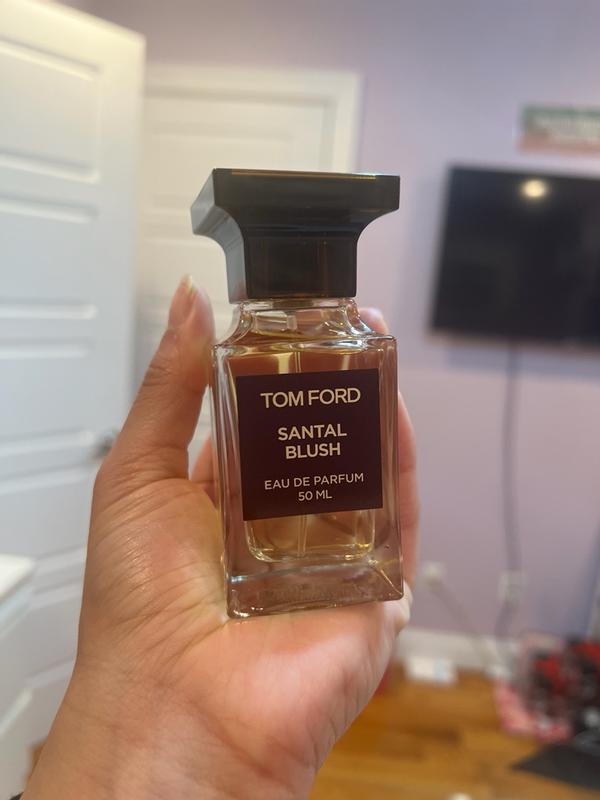 TOM FORD
SANTAL
BLUSH
EAU DE PARFUM
50 ML